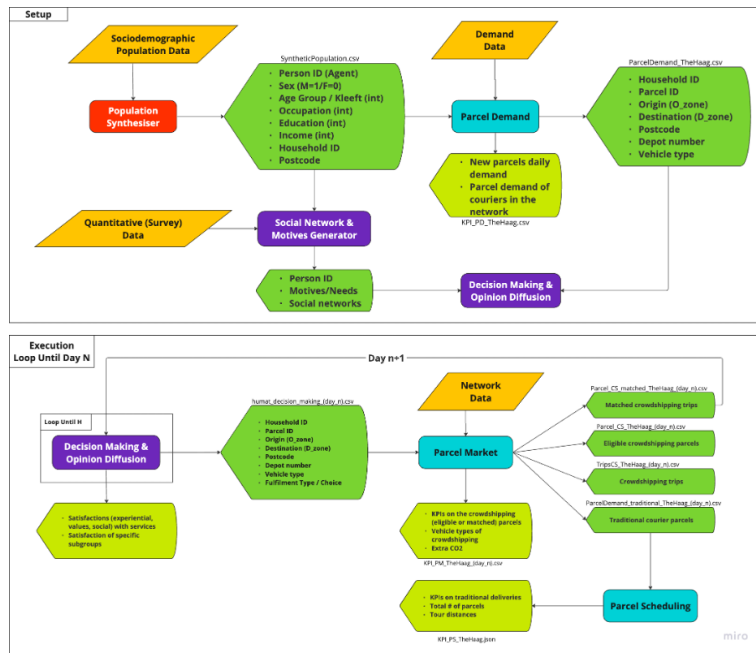 Setup
Sociodemographic
Population Data
SyntheticPopulation.csv
Demand
Data
ParcelDemand_TheHaag.csv
Population
Synthesiser
• Person ID (Agent)
• Sex (M=1/F=0)
• Age Group / Kleeft (int)
• Occupation (int)
• Education (int)
• Income (int)
• Household ID
• Postcode
Parcel Demand
• Household ID
• Parcel ID
• Origin (O_zone)
• Destination (D_zone)
• Postcode
• Depot number
• Vehicle type
• New parcels daily
demand
• Parcel demand of
couriers in the
network
KPI_PD_TheHaag.csv
Quantitative (Survey)
Data
Social Network &
Motives Generator
• Person ID
• Motives/Needs
• Social networks
Decision Making &
Opinion Diffusion
Execution
Loop Until Day N
Day n+1
Loop Until H
Decision Making &
Opinion Diffusion
humat_decision_making_(day_n).csv
• Household ID
• Parcel ID
• Origin (O_zone)
• Destination (D_zone)
• Postcode
• Depot number
• Vehicle type
• Fulfilment Type / Choice
Network
Data
Parcel Market
Parcel_CS_matched_TheHaag_(day_n).csv
Matched crowdshipping trips
Parcel_CS_TheHaag_(day_n).csv
Eligible crowdshipping parcels
TripsCS_TheHaag_(day_n).csv
Crowdshipping trips
ParcelDemand_traditional_TheHaag_(day_n).csv
Traditional courier parcels
• Satisfactions (experiential,
values, social) with services
• Satisfaction of specific
subgroups
• KPIs on the crowdshipping
(eligible or matched) parcels
• Vehicle types of
crowdshipping
• Extra CO2
KPI_PM_TheHaag_(day_n).csv
• KPIs on traditional deliveries
• Total # of parcels
• Tour distances
KPI_PS_TheHaag.json
Parcel Scheduling
miro